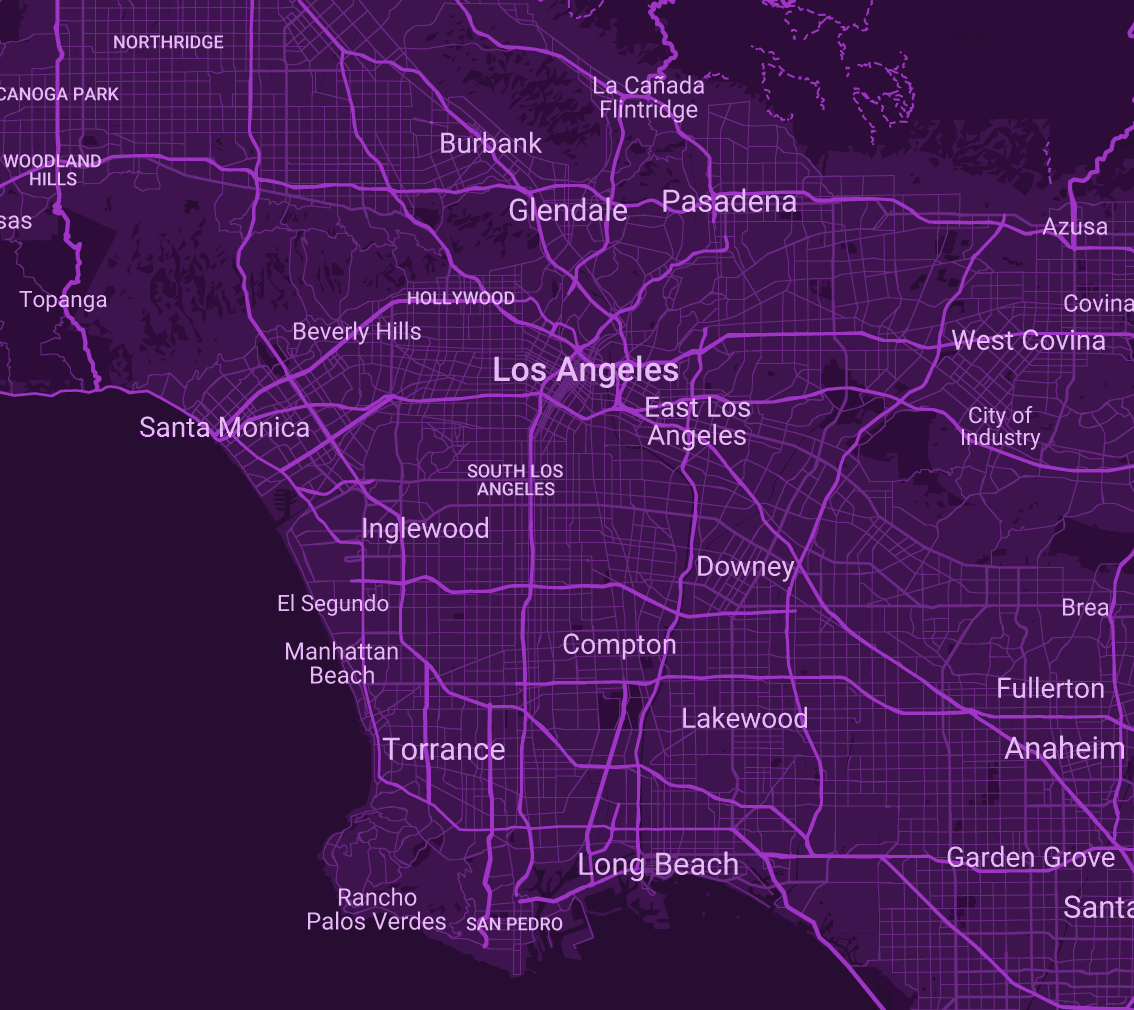 NORTHRIDGE
La Cañada
Flintridge
CANOGA PARK
Burbank
WOODLAND
HILLS
Glendale
Pasadena
sas
Azusa
Topanga
HOLLYWOOD
Covina
Beverly Hills
West Covina
Los Angeles
East Los
Angeles
City of
Industry
Santa Monica
SOUTH LOS
ANGELES
Inglewood
Downey
El Segundo
Brea
Compton
Manhattan
Beach
Fullerton
Lakewood
Torrance
Anaheim
Garden Grove
Long Beach
Rancho
Palos Verdes
Santa
SAN PEDRO